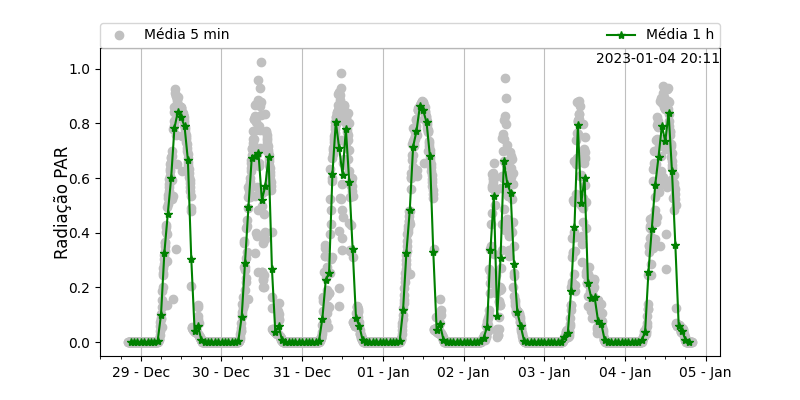 Média 5 min
Média 1 h
2023-01-04 20:11
Radiação PAR
1.0
0.8
0.6
0.4
0.2
0.0
29 - Dec
30 - Dec
31 - Dec
01 - Jan
02 - Jan
03 - Jan
04 - Jan
05 - Jan